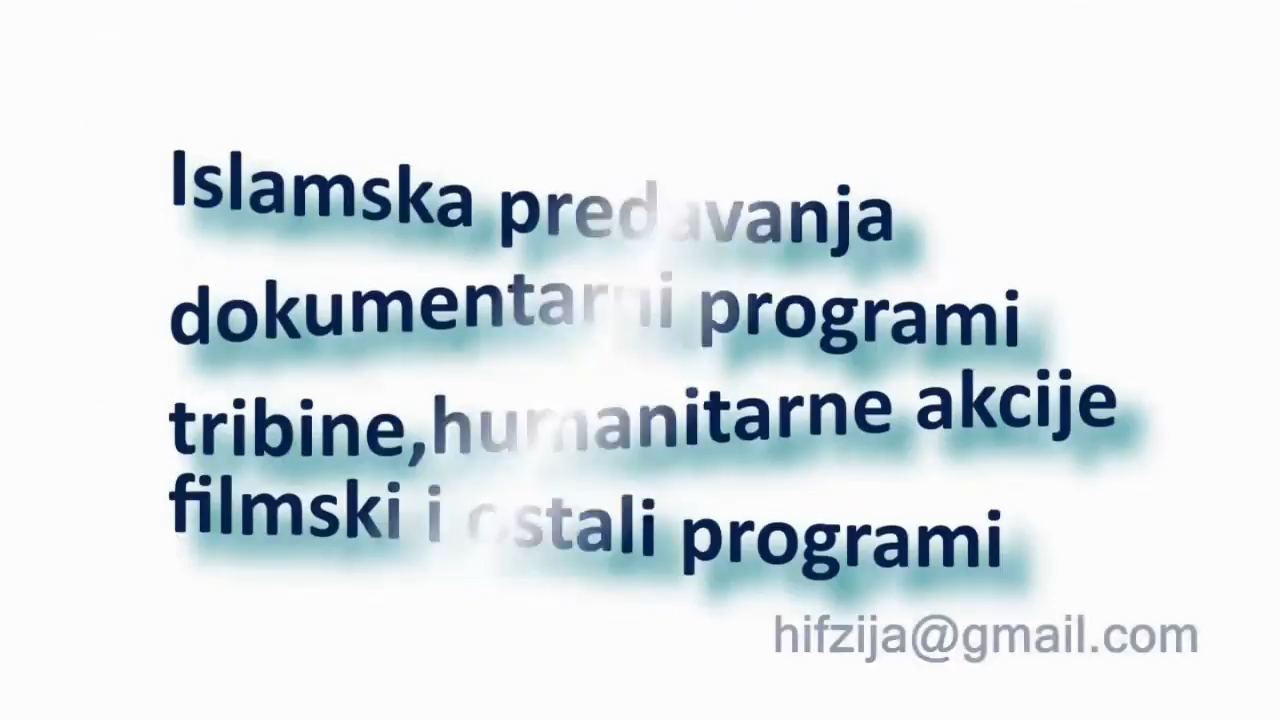 Islamska predavanja
dokumentarni programi
tribine,humanitarne akcije
filmski i ostali programi
hifzija@gmail.com